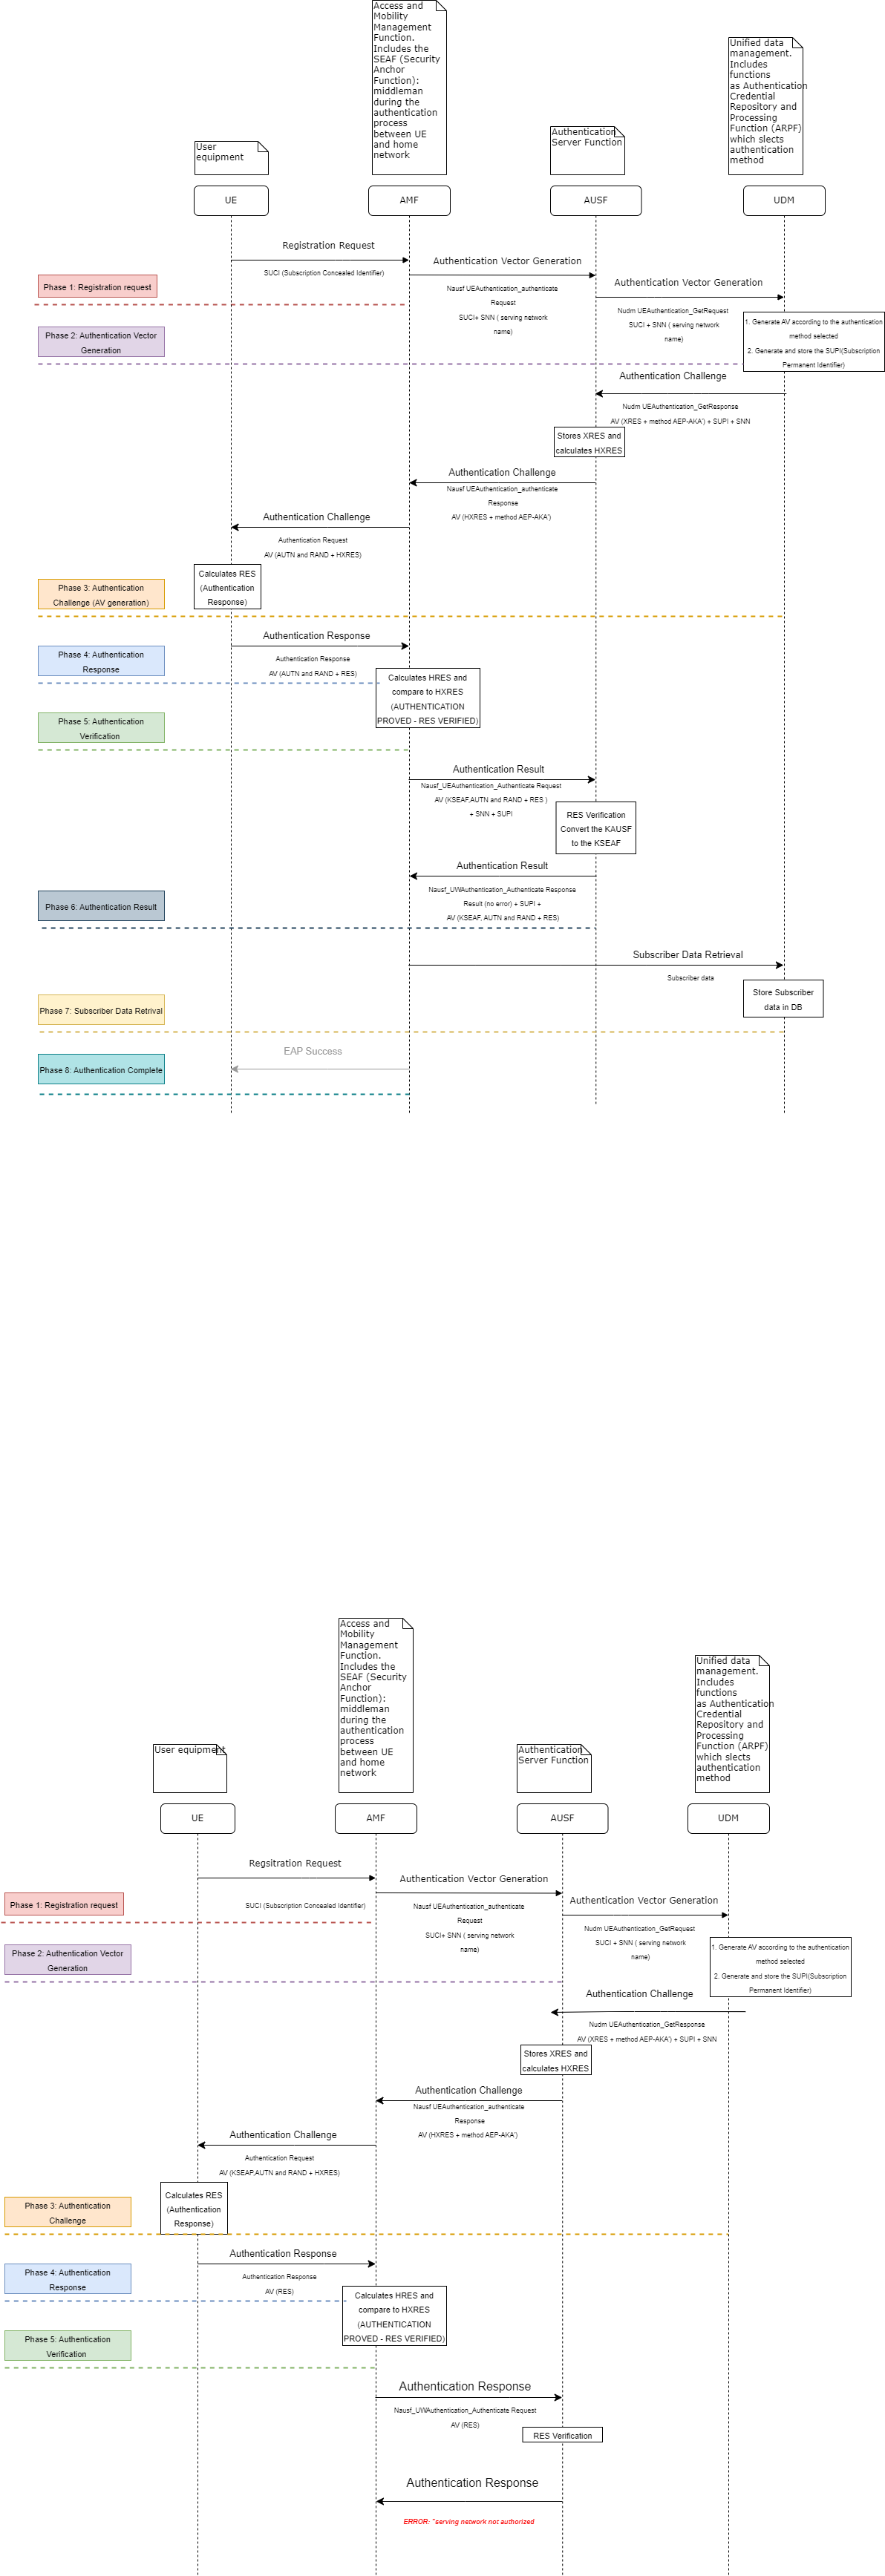 Access and
Mobility
Management
Function.
Includes the
SEAF (Security
Anchor
Function):
middleman
during the
authentication
process
between UE
and home
network
Unified data
management.
Includes
functions
as Authentication
Credential
Repository and
Processing
Function (ARPF)
which slects
authentication
method
User
equipment
Authentication
Server Function
UE
AMF
AUSF
UDM
Registration Request
SUCI (Subscription Concealed Identifier)
Authentication Vector Generation
Nausf UEAuthentication_authenticate
Request
SUCI+ SNN ( serving network
name)
Authentication Vector Generation
Nudm UEAuthentication_GetRequest
SUCI + SNN ( serving network
name)
Phase 1: Registration request
1. Generate AV according to the authentication
method selected
2. Generate and store the SUPI(Subscription
Permanent Identifier)
Phase 2: Authentication Vector
Generation
Authentication Challenge
Nudm UEAuthentication_GetResponse
AV (XRES + method AEP-AKA') + SUPI + SNN
Stores XRES and
calculates HXRES
Authentication Challenge
Nausf UEAuthentication_authenticate
Response
AV (HXRES + method AEP-AKA')
Authentication Challenge
Authentication Request
AV (AUTN and RAND + HXRES)
Calculates RES
(Authentication
Response)
Phase 3: Authentication
Challenge (AV generation)
Authentication Response
Authentication Response
AV (AUTN and RAND + RES)
Phase 4: Authentication
Response
Calculates HRES and
compare to HXRES
(AUTHENTICATION
PROVED - RES VERIFIED)
Phase 5: Authentication
Verification
Authentication Result
Nausf_UEAuthentication_Authenticate Request
AV (KSEAF,AUTN and RAND + RES )
+ SNN + SUPI
RES Verification
Convert the KAUSF
to the KSEAF
Authentication Result
Nausf_UWAuthentication_Authenticate Response
Result (no error) + SUPI +
AV (KSEAF, AUTN and RAND + RES)
Phase 6: Authentication Result
Subscriber Data Retrieval
Subscriber data
Store Subscriber
data in DB
Phase 7: Subscriber Data Retrival
EAP Success
Phase 8: Authentication Complete
Access and
Mobility
Management
Function.
Includes the
SEAF (Security
Anchor
Function):
middleman
during the
authentication
process
between UE
and home
network
Unified data
management.
Includes
functions
as Authentication
Credential
Repository and
Processing
Function (ARPF)
which slects
authentication
method
User equipment
Authentication
Server Function
UE
AMF
AUSF
UDM
Regsitration Request
SUCI (Subscription Concealed Identifier)
Authentication Vector Generation
Nausf UEAuthentication_authenticate
Request
SUCI+ SNN ( serving network
name)
Authentication Vector Generation
Nudm UEAuthentication_GetRequest
SUCI + SNN ( serving network
name)
Phase 1: Registration request
1. Generate AV according to the authentication
method selected
2. Generate and store the SUPI(Subscription
Permanent Identifier)
Phase 2: Authentication Vector
Generation
Authentication Challenge
Nudm UEAuthentication_GetResponse
AV (XRES + method AEP-AKA') + SUPI + SNN
Stores XRES and
calculates HXRES
Authentication Challenge
Nausf UEAuthentication_authenticate
Response
AV (HXRES + method AEP-AKA')
Authentication Challenge
Authentication Request
AV (KSEAP,AUTN and RAND + HXRES)
Calculates RES
(Authentication
Response)
Phase 3: Authentication
Challenge
Authentication Response
Authentication Response
AV (RES)
Phase 4: Authentication
Response
Calculates HRES and
compare to HXRES
(AUTHENTICATION
PROVED - RES VERIFIED)
Phase 5: Authentication
Verification
Authentication Response
Nausf_UWAuthentication_Authenticate Request
AV (RES)
RES Verification
Authentication Response
ERROR: "serving network not authorized